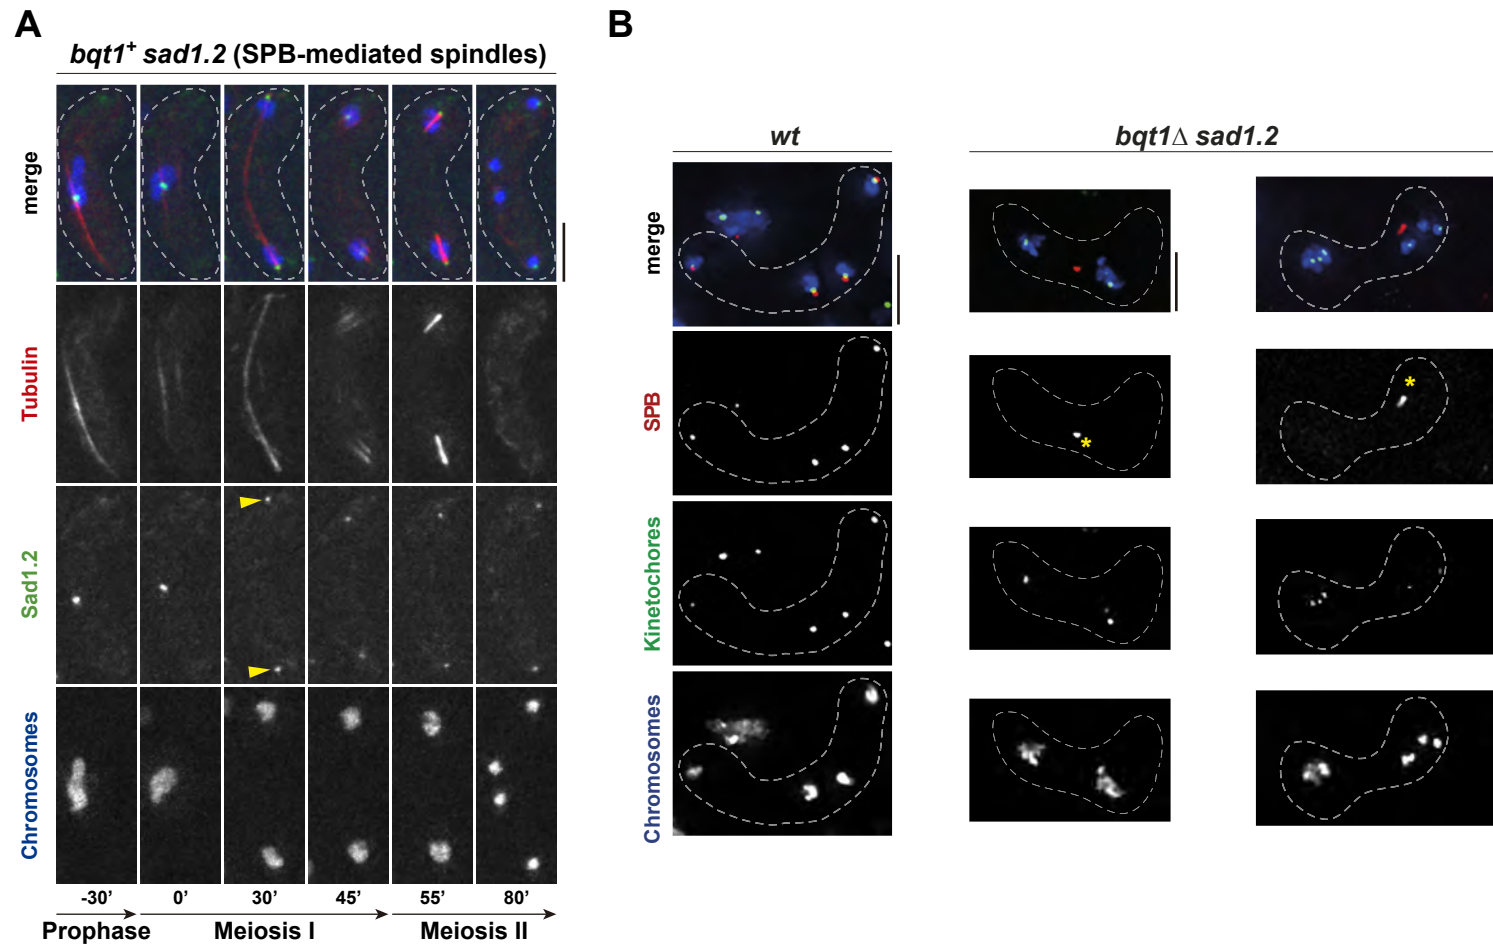 A
bqt1+ sad1.2 (SPB-mediated spindles)
merge
Tubulin
Sad1.2
Chromosomes
-30’
0’
30’
45’
55’
80’
Prophase
Meiosis I
Meiosis II
B
wt
bqt1∆ sad1.2
merge
SPB
*
*
Kinetochores
Chromosomes